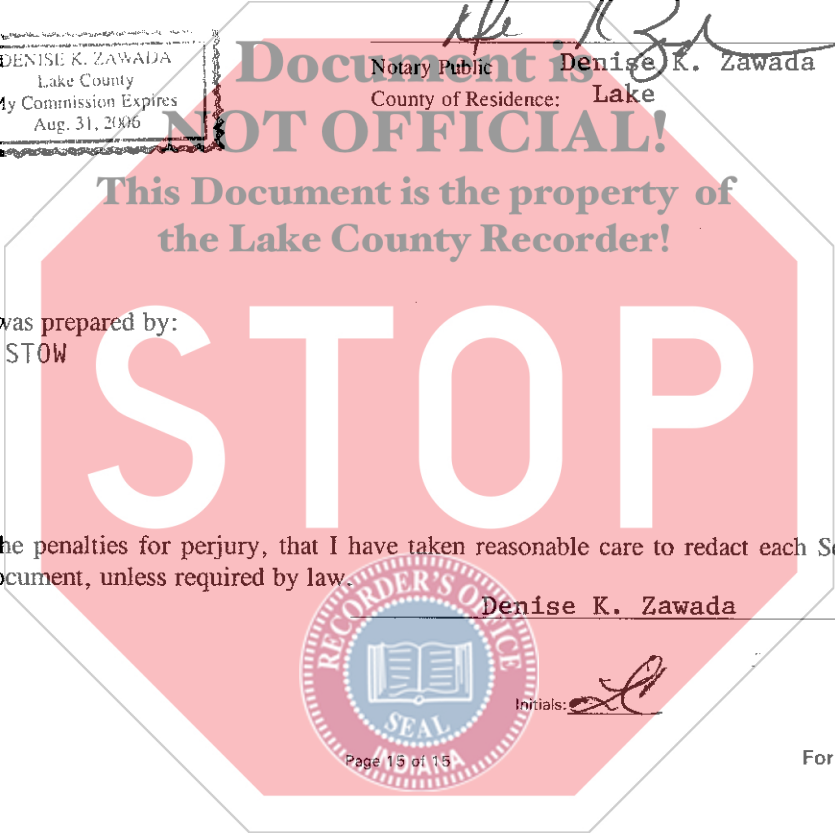 DENISE K. ZAWADA
Lake County
My Commission Expires
Aug. 31, 2006
Notary Public Denise K. Zawada
County of Residence: Lake
Document is
NOT OFFICIAL!
This Document is the property of
the Lake County Recorder!
was prepared by:
STOW
STOP
he penalties for perjury, that I have taken reasonable care to redact each So
ocument, unless required by law.
Denise K. Zawada
RECORDER'S OFFICE
SEAL
INDIANA
Initials:
Page 15 of 15
For